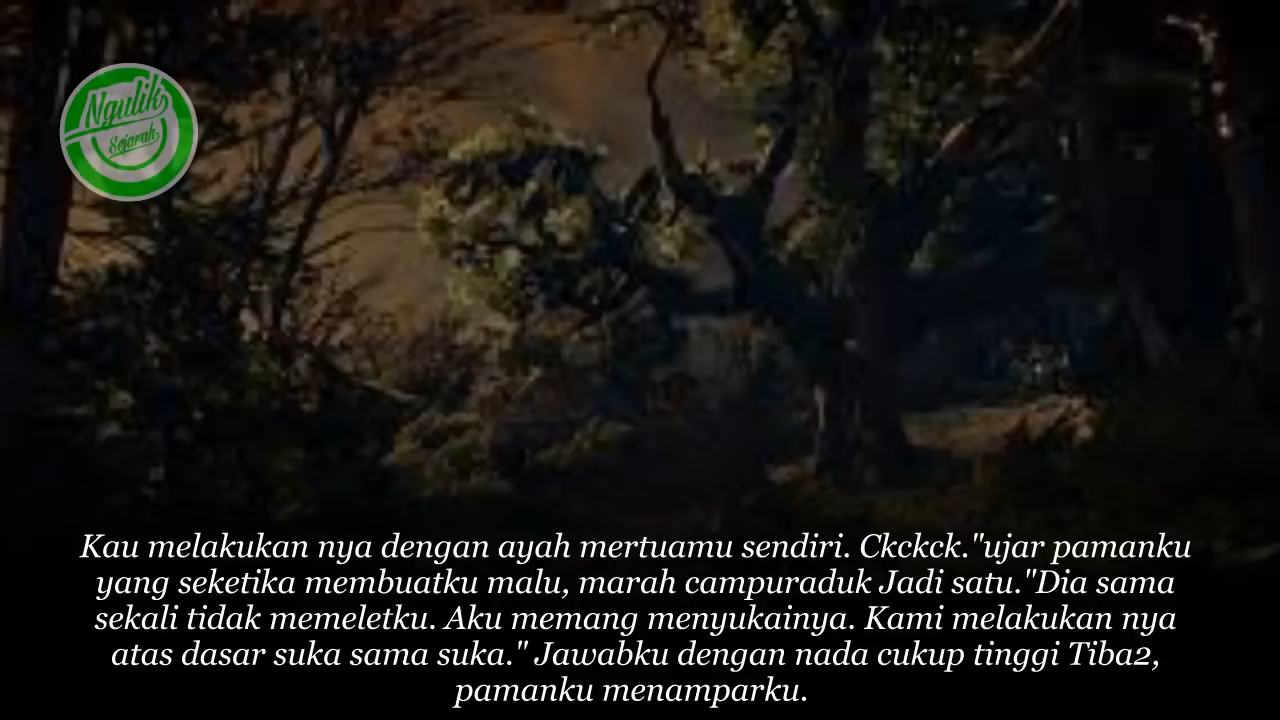 Ngulik
Sejarah
Kau melakukan nya dengan ayah mertuamu sendiri. Ckckck."ujar pamanku
yang seketika membuatku malu, marah campuraduk Jadi satu."Dia sama
sekali tidak memeletku. Aku memang menyukainya. Kami melakukan nya
atas dasar suka sama suka." Jawabku dengan nada cukup tinggi Tiba2,
pamanku menamparku.